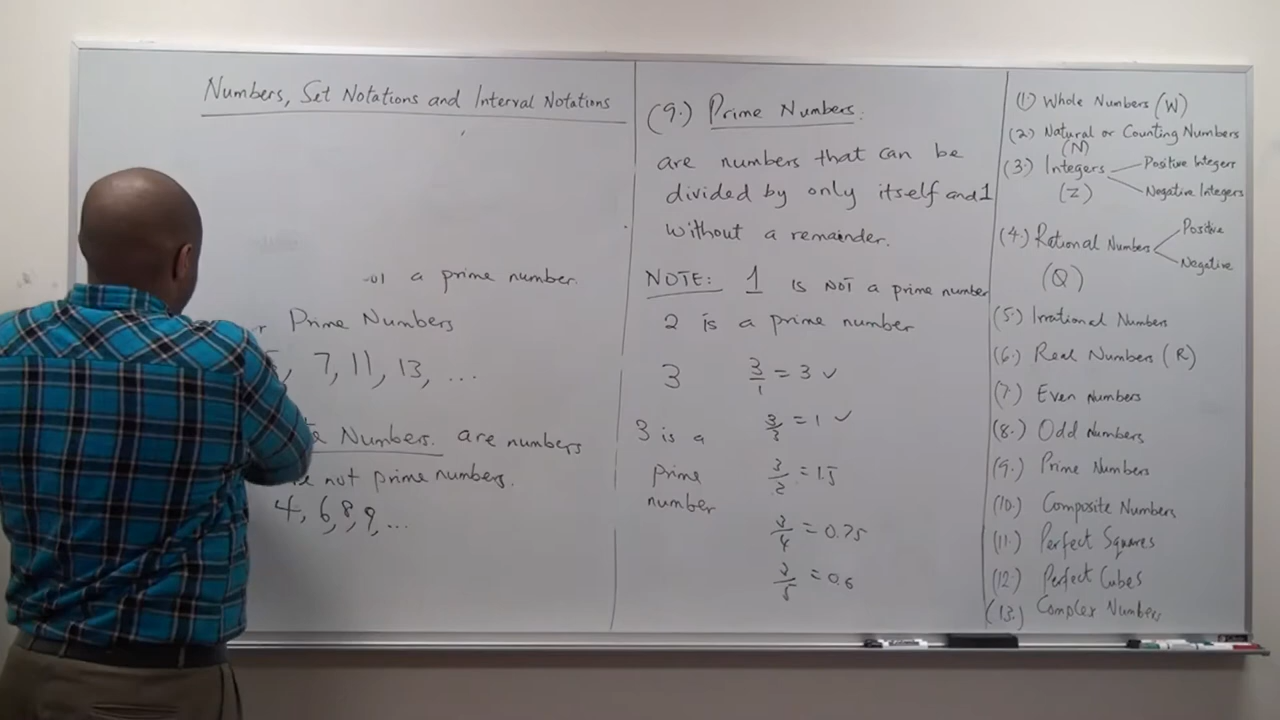 Numbers, Set Notations and Interval Notations
a prime number.
Prime Numbers
7, 11, 13, ...
Numbers. are numbers
not prime numbers.
4, 6, 8, 9, ...
(9.) Prime Numbers.
are numbers that can be
divided by only itself and 1
without a remainder.
NOTE: 1 is NOT a prime number
2 is a prime number
3 3/1 = 3 ✓
3/3 = 1 ✓
3 is a
prime
number
3/2 = 1.5
3/4 = 0.75
3/5 = 0.6
(1.) Whole Numbers (W)
(2.) Natural or Counting Numbers
(N)
(3.) Integers Positive Integers
(Z) Negative Integers
(4.) Rational Numbers Positive
(Q) Negative
(5.) Irrational Numbers
(6.) Real Numbers (R)
(7.) Even Numbers
(8.) Odd Numbers
(9.) Prime Numbers
(10.) Composite Numbers
(11.) Perfect Squares
(12.) Perfect Cubes
(13.) Complex Numbers